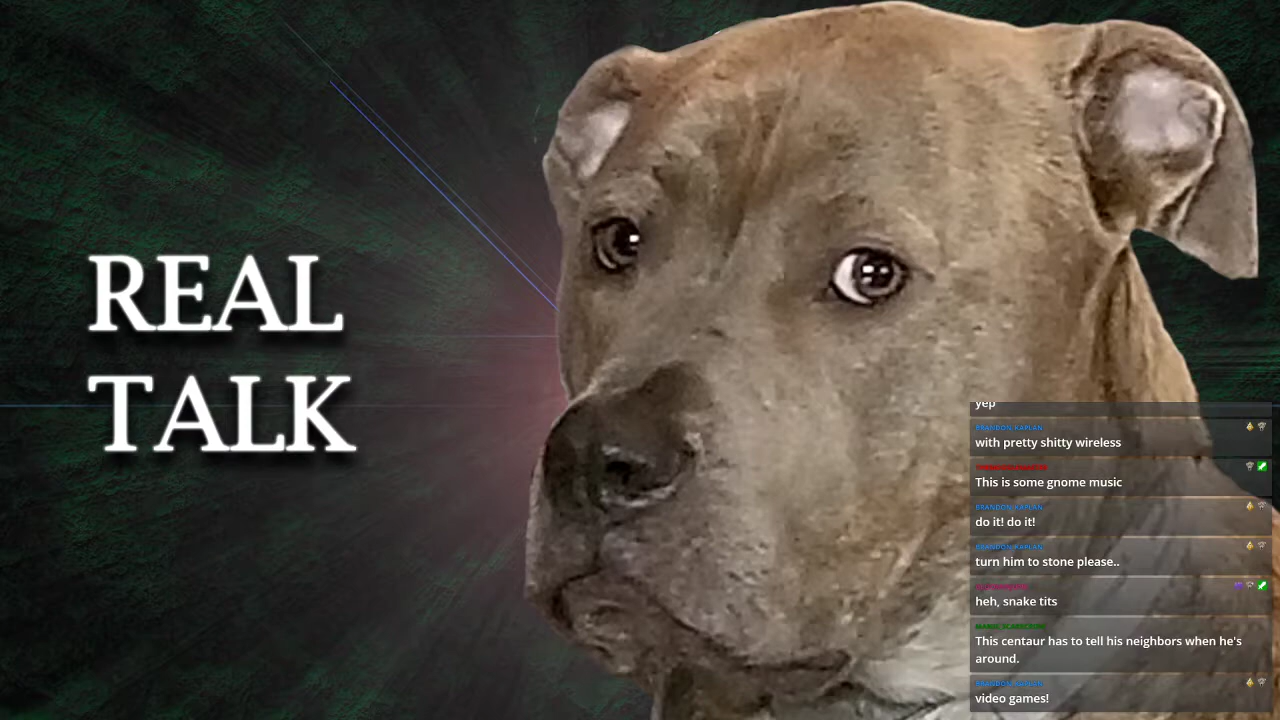 REAL
TALK
yep
BRANDON_KAPLAN
with pretty shitty wireless
This is some gnome music
BRANDON_KAPLAN
do it! do it!
BRANDON_KAPLAN
turn him to stone please..
heh, snake tits
This centaur has to tell his neighbors when he's
around.
BRANDON_KAPLAN
video games!